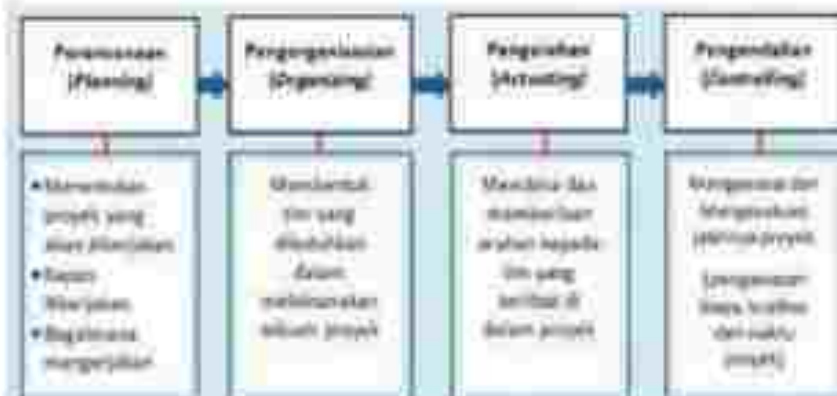 Perencanaan
(Planning)
Pengorganisasian
(Organizing)
Pengarahan
(Actuating)
Pengendalian
(Controlling)
Menentukan
proyek yang
akan dikerjakan
Kapan
dikerjakan
Bagaimana
mengerjakan
Membentuk
tim yang
dibutuhkan
dalam
melaksanakan
sebuah proyek
Membina dan
memberikan
arahan kepada
tim yang
terlibat di
dalam proyek
Mengawasi dan
Mengevaluasi
jalannya proyek
(pengawasan
biaya, kualitas
dan waktu